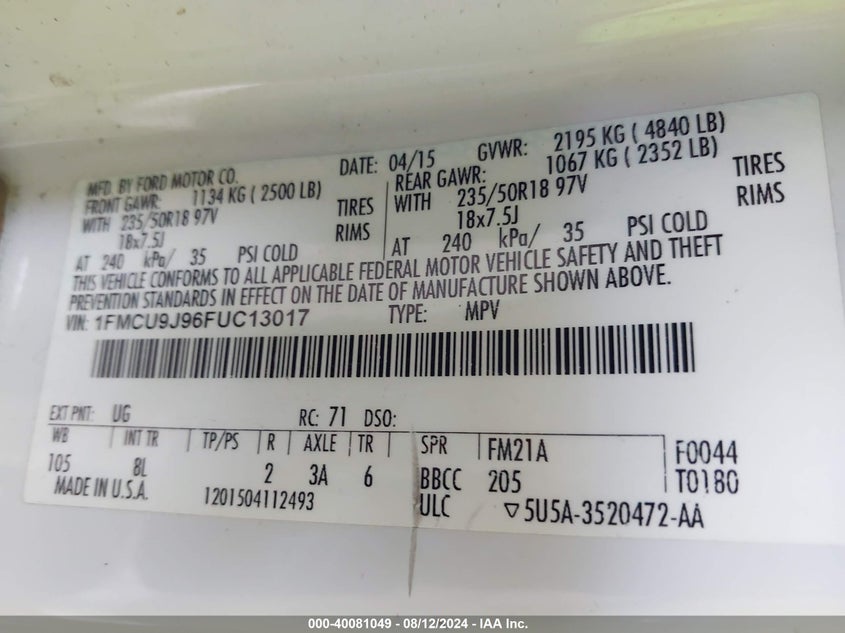 MFD. BY FORD MOTOR CO. DATE: 04/15 GVWR: 2195 KG ( 4840 LB)
FRONT GAWR: 1134 KG ( 2500 LB) REAR GAWR: 1067 KG ( 2352 LB)
WITH 235/50R18 97V TIRES WITH 235/50R18 97V TIRES
18x7.5J RIMS 18x7.5J RIMS
AT 240 kPa/ 35 PSI COLD AT 240 kPa/ 35 PSI COLD
THIS VEHICLE CONFORMS TO ALL APPLICABLE FEDERAL MOTOR VEHICLE SAFETY AND THEFT
PREVENTION STANDARDS IN EFFECT ON THE DATE OF MANUFACTURE SHOWN ABOVE.
VIN: 1FMCU9J96FUC13017 TYPE: MPV
EXT PNT: UG RC: 71 DSO:
WB INT TR TP/PS R AXLE TR SPR FM21A F0044
105 8L 2 3A 6 BBCC 205 T0180
MADE IN U.S.A. 1201504112493 ULC ▽5U5A-3520472-AA
000-40081049 - 08/12/2024 - IAA Inc.